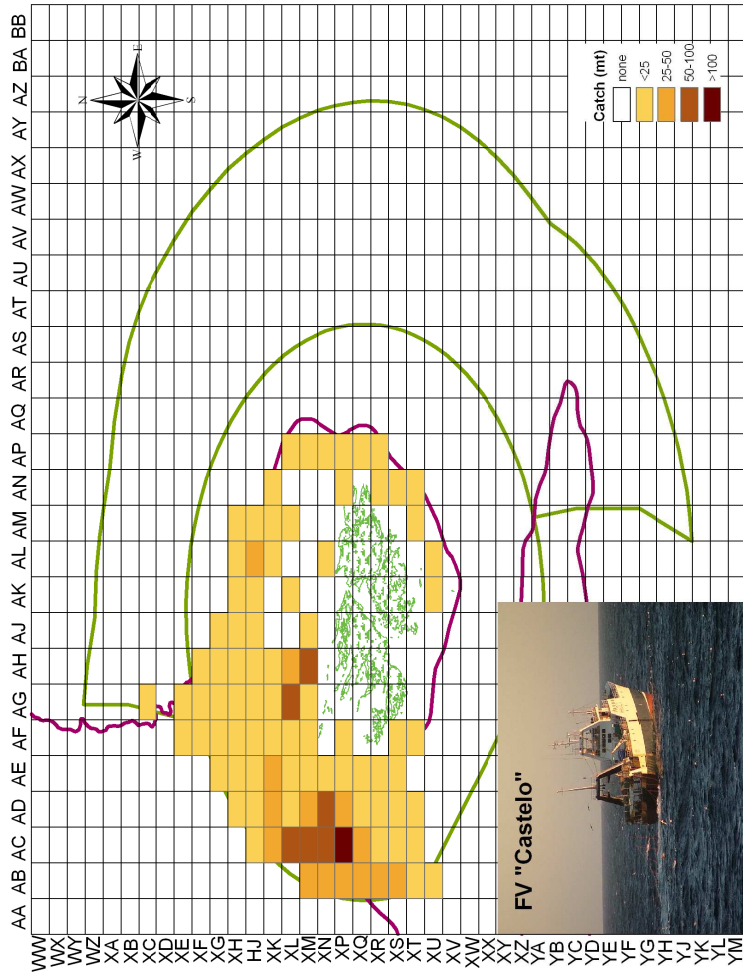 AA AB AC AD AE AF AG AH AJ AK AL AM AN AP AQ AR AS AT AU AV AW AX AY AZ BA BB
WW
WX
WY
WZ
XA
XB
XC
XD
XE
XF
XG
XH
HJ
XK
XL
XM
XN
XP
XQ
XR
XS
XT
XU
XV
XW
XX
XY
XZ
YA
YB
YC
YD
YE
YF
YG
YH
YJ
YK
YL
YM
N
W E
S
Catch (mt)
none
<25
25-50
50-100
>100
FV "Castelo"